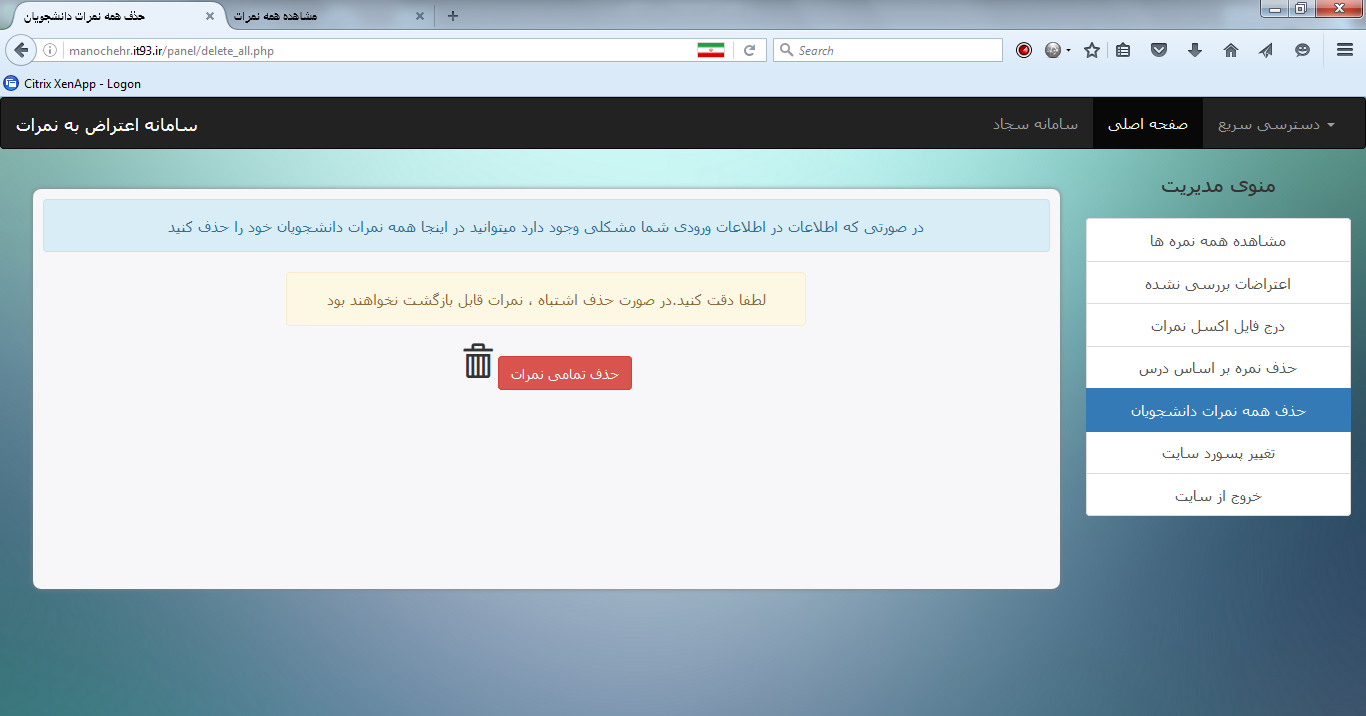 حذف همه نمرات دانشجویان
مشاهده همه نمرات
manochehr.it93.ir/panel/delete_all.php
Search
Citrix XenApp - Logon
سامانه اعتراض به نمرات
دسترسی سریع
صفحه اصلی
سامانه سجاد
منوی مدیریت
مشاهده همه نمره ها
اعتراضات بررسی نشده
درج فایل اکسل نمرات
حذف نمره بر اساس درس
حذف همه نمرات دانشجویان
تغییر پسورد سایت
خروج از سایت
در صورتی که اطلاعات در اطلاعات ورودی شما مشکلی وجود دارد میتوانید در اینجا همه نمرات دانشجویان خود را حذف کنید
لطفا دقت کنید.در صورت حذف اشتباه ، نمرات قابل بازگشت نخواهند بود
حذف تمامی نمرات